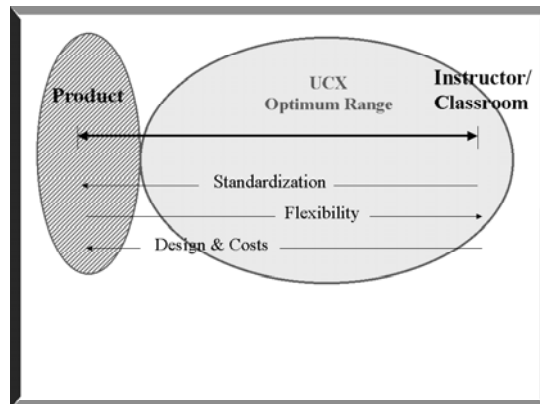 Product
UCX
Optimum Range
Instructor/
Classroom
Standardization
Flexibility
Design & Costs